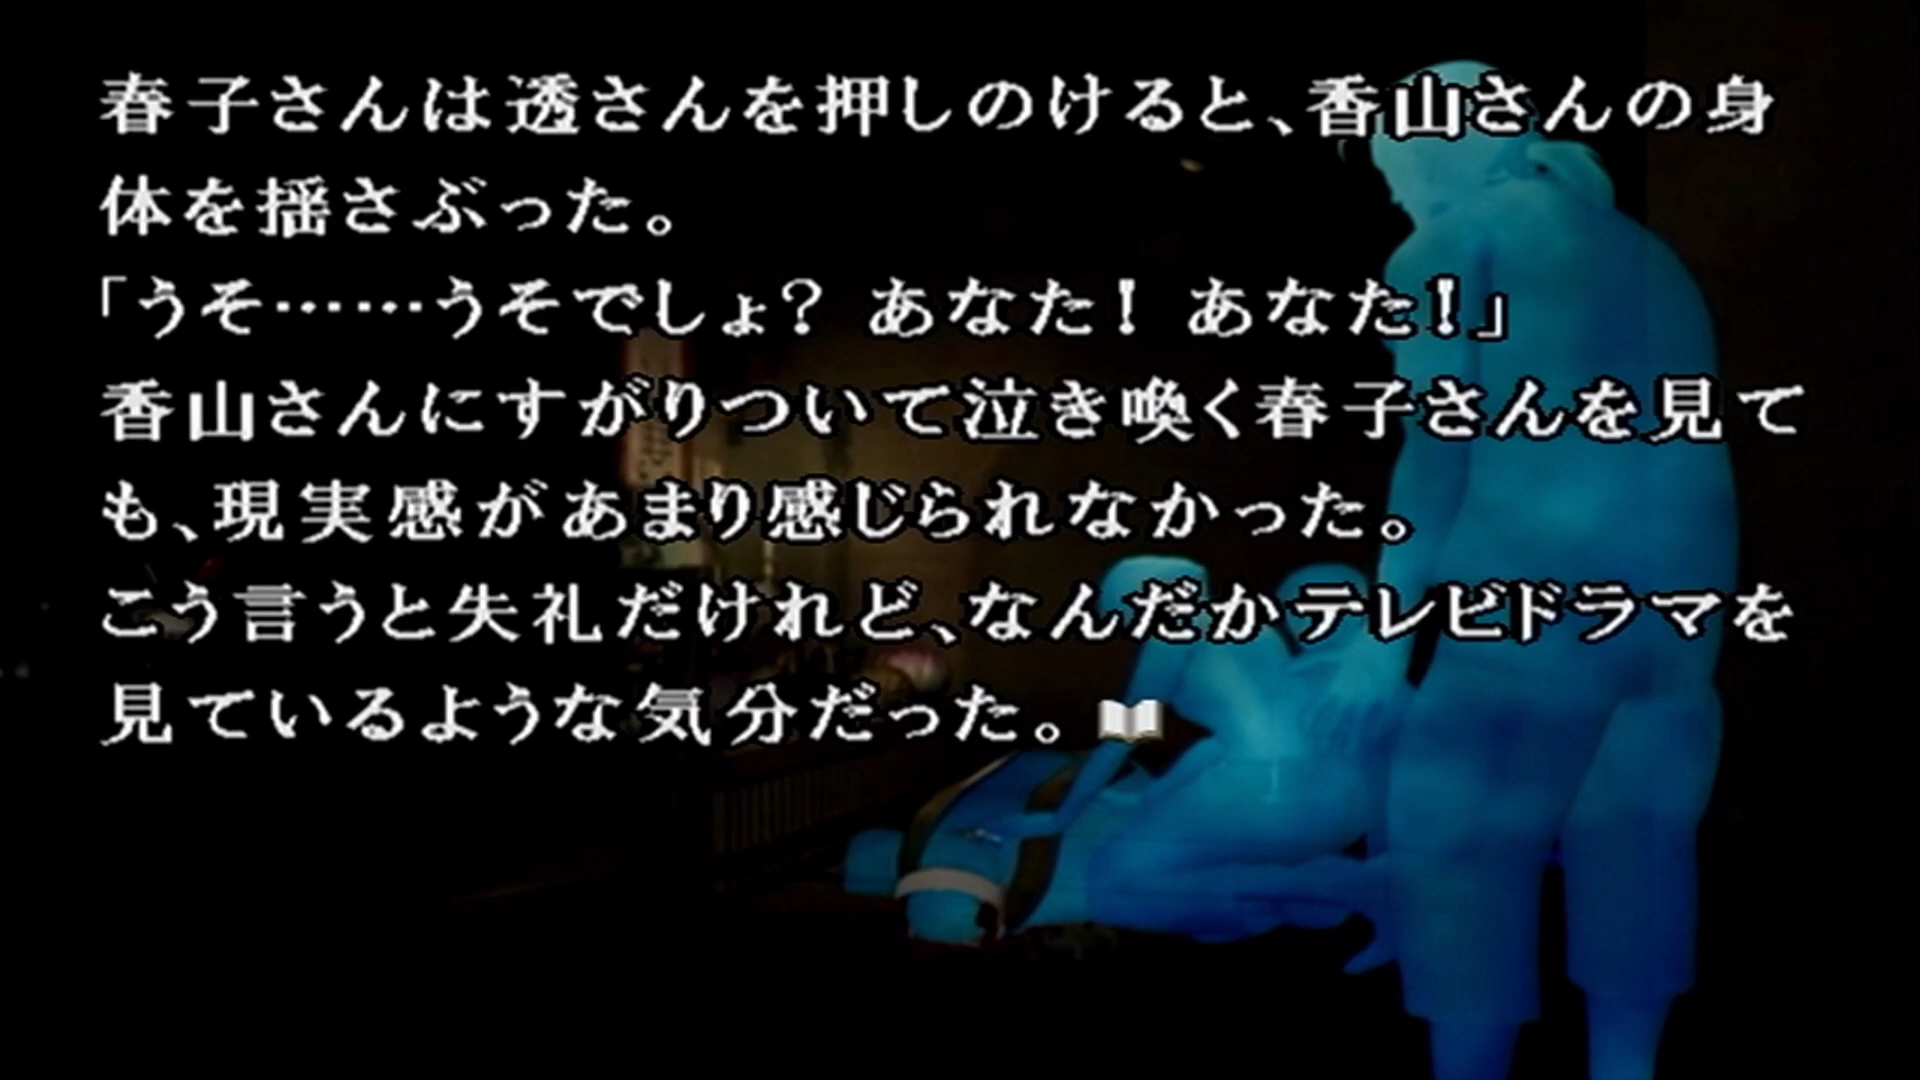 春子さんは透さんを押しのけると、香山さんの身
体を揺さぶった。
「うそ……うそでしょ？ あなた！ あなた！」
香山さんにすがりついて泣き喚く春子さんを見て
も、現実感があまり感じられなかった。
こう言うと失礼だけれど、なんだかテレビドラマを
見ているような気分だった。